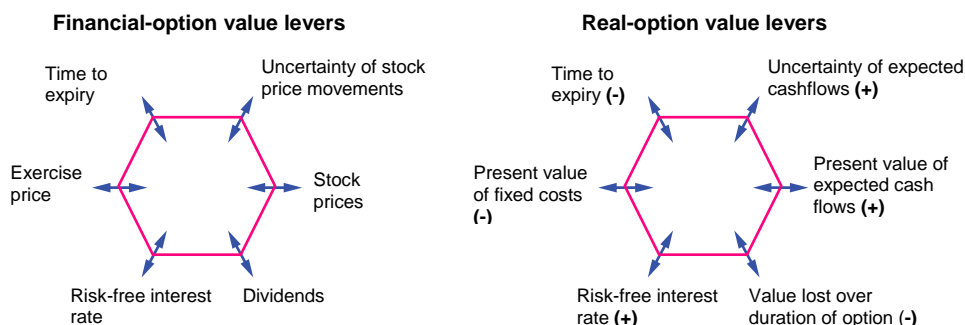 Financial-option value levers
Time to
expiry
Uncertainty of stock
price movements
Exercise
price
Stock
prices
Risk-free interest
rate
Dividends
Real-option value levers
Time to
expiry (-)
Uncertainty of expected
cashflows (+)
Present value
of fixed costs
(-)
Present value of
expected cash
flows (+)
Risk-free interest
rate (+)
Value lost over
duration of option (-)